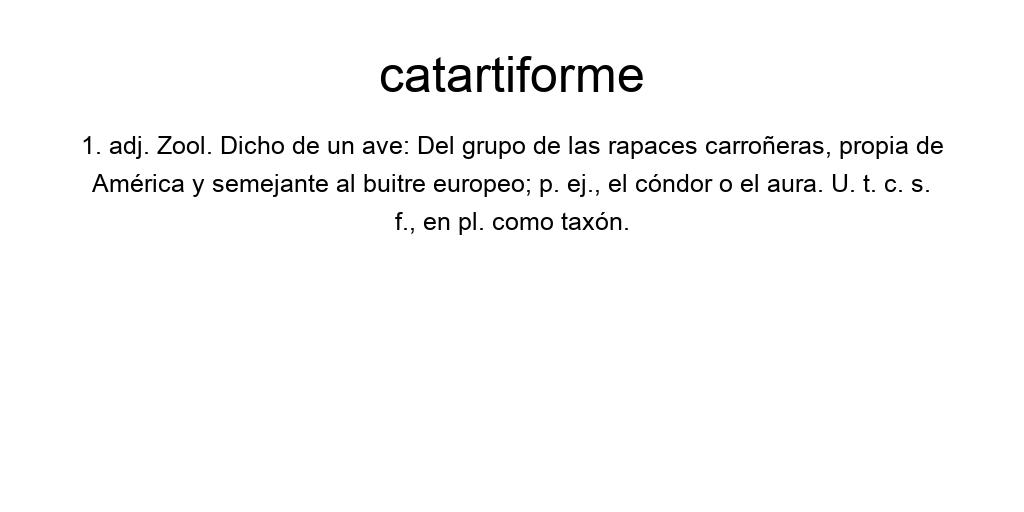 catartiforme
1. adj. Zool. Dicho de un ave: Del grupo de las rapaces carroñeras, propia de
América y semejante al buitre europeo; p. ej., el cóndor o el aura. U. t. c. s.
f., en pl. como taxón.